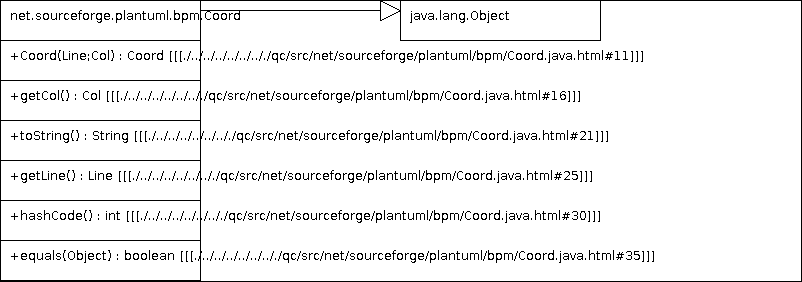 net.sourceforge.plantuml.bpm.Coord
java.lang.Object
+Coord(Line;Col) : Coord [[[./../../../../../../../qc/src/net/sourceforge/plantuml/bpm/Coord.java.html#11]]]
+getCol() : Col [[[./../../../../../../../qc/src/net/sourceforge/plantuml/bpm/Coord.java.html#16]]]
+toString() : String [[[./../../../../../../../qc/src/net/sourceforge/plantuml/bpm/Coord.java.html#21]]]
+getLine() : Line [[[./../../../../../../../qc/src/net/sourceforge/plantuml/bpm/Coord.java.html#25]]]
+hashCode() : int [[[./../../../../../../../qc/src/net/sourceforge/plantuml/bpm/Coord.java.html#30]]]
+equals(Object) : boolean [[[./../../../../../../../qc/src/net/sourceforge/plantuml/bpm/Coord.java.html#35]]]